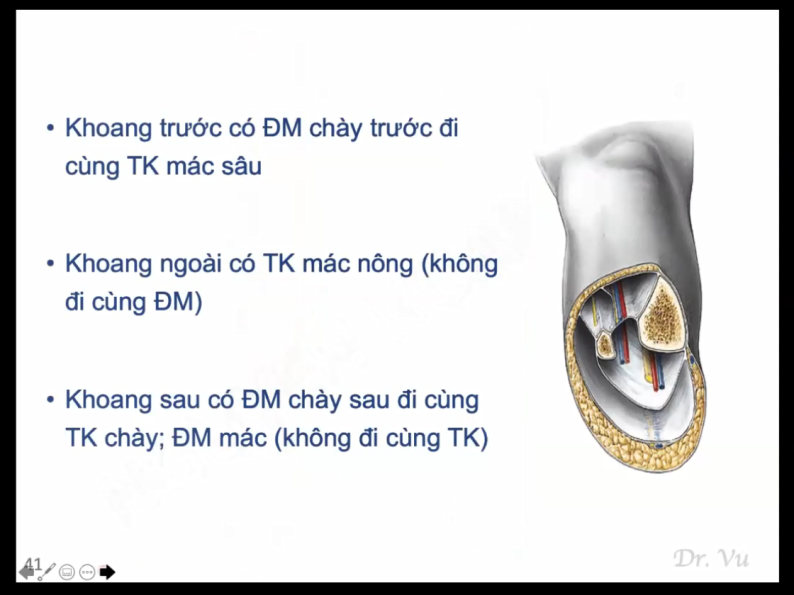 • Khoang trước có ĐM chày trước đi
cùng TK mác sâu
• Khoang ngoài có TK mác nông (không
đi cùng ĐM)
• Khoang sau có ĐM chày sau đi cùng
TK chày; ĐM mác (không đi cùng TK)
41
Dr. Vu